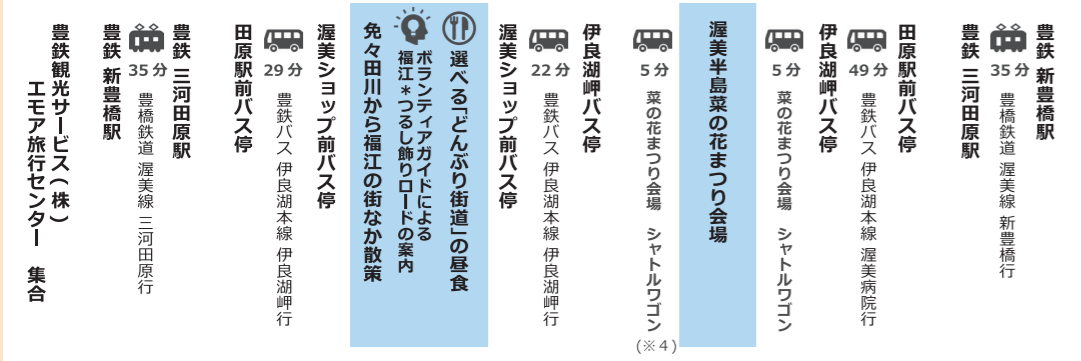 豊鉄観光サービス(株)
エモア旅行センター 集合
豊鉄 新豊橋駅
35分
豊橋鉄道 渥美線 三河田原行
豊鉄 三河田原駅
田原駅前バス停
29分
豊鉄バス 伊良湖本線 伊良湖岬行
渥美ショップ前バス停
免々田川から福江の街なか散策
ボランティアガイドによる
福江＊つるし飾りロードの案内
選べる「どんぶり街道」の昼食
渥美ショップ前バス停
22分
豊鉄バス 伊良湖本線 伊良湖岬行
伊良湖岬バス停
5分
菜の花まつり会場 シャトルワゴン
(※4)
渥美半島菜の花まつり会場
5分
菜の花まつり会場 シャトルワゴン
伊良湖岬バス停
49分
豊鉄バス 伊良湖本線 渥美病院行
田原駅前バス停
豊鉄 三河田原駅
35分
豊橋鉄道 渥美線 新豊橋行
豊鉄 新豊橋駅